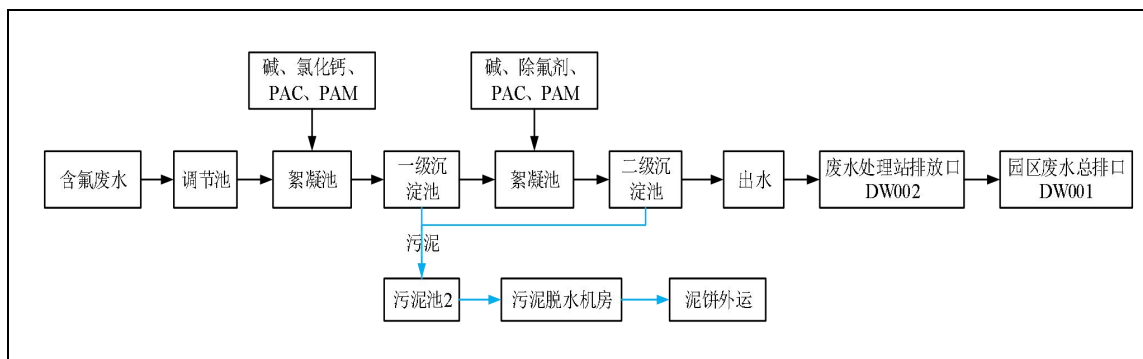 碱、氯化钙、
PAC、PAM
碱、除氟剂、
PAC、PAM
含氟废水
调节池
絮凝池
一级沉
淀池
絮凝池
二级沉
淀池
出水
废水处理站排放口
DW002
园区废水总排口
DW001
污泥
污泥池2
污泥脱水机房
泥饼外运